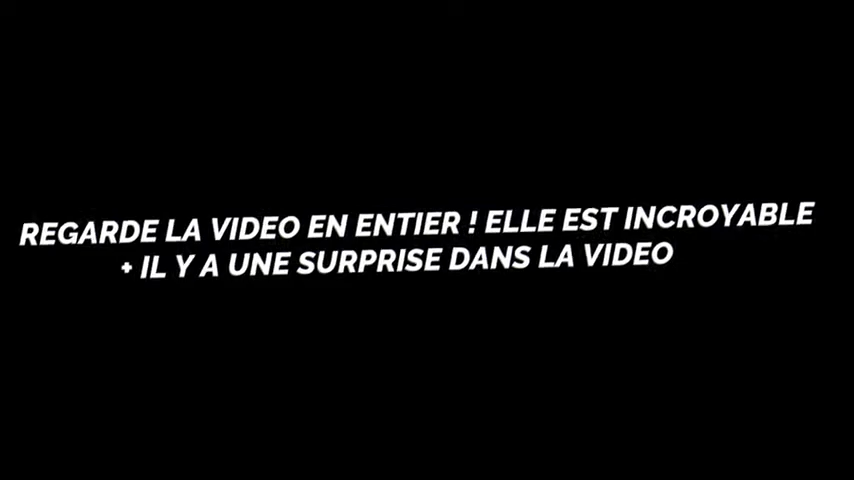 REGARDE LA VIDEO EN ENTIER ! ELLE EST INCROYABLE
+ IL Y A UNE SURPRISE DANS LA VIDEO